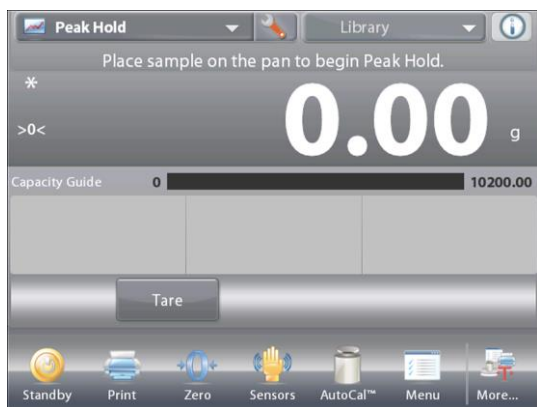 Peak Hold
Library
Place sample on the pan to begin Peak Hold.
*
>0<
0.00 g
Capacity Guide 0 10200.00
Tare
Standby Print Zero Sensors AutoCal™ Menu More...